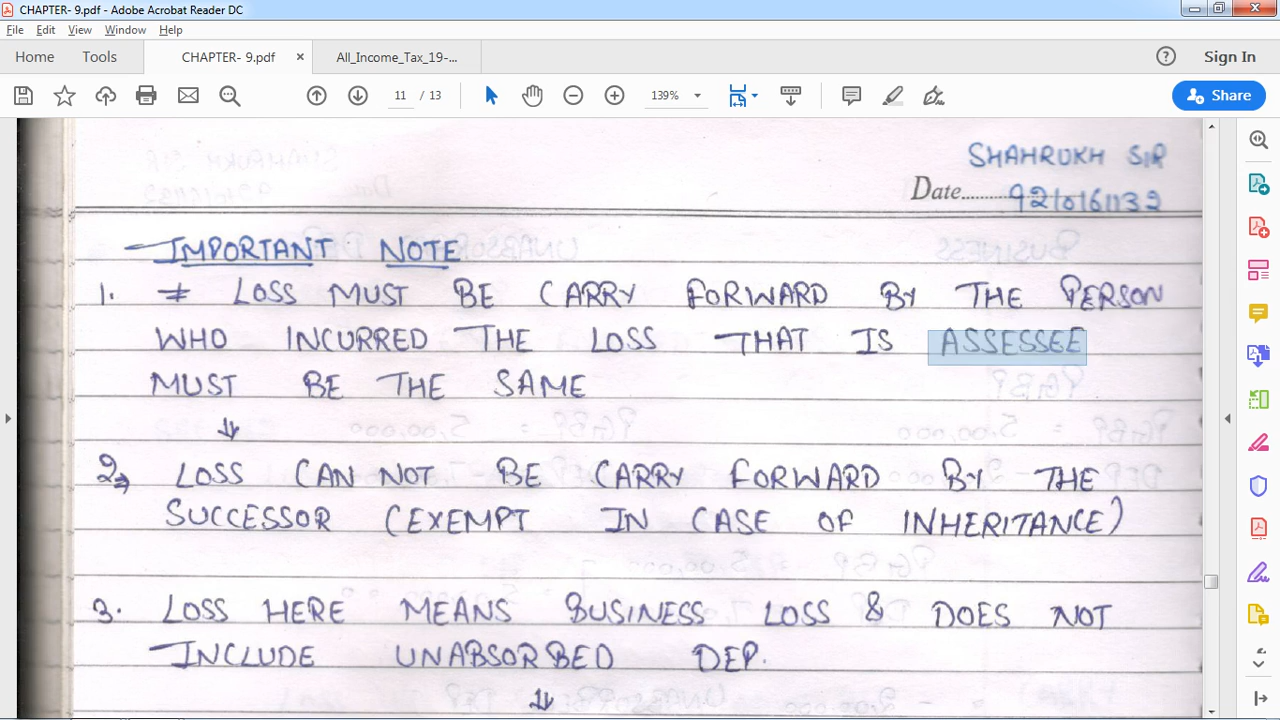 CHAPTER- 9.pdf - Adobe Acrobat Reader DC
File Edit View Window Help
Home Tools CHAPTER- 9.pdf × All_Income_Tax_19-... Sign In
11 / 13 139% Share
SHAHRUKH SIR
Date.......... 9210161132
IMPORTANT NOTE
1. LOSS MUST BE CARRY FORWARD BY THE PERSON
WHO INCURRED THE LOSS THAT IS ASSESSEE
MUST BE THE SAME
2. LOSS CAN NOT BE CARRY FORWARD BY THE
SUCCESSOR (EXEMPT IN CASE OF INHERITANCE)
3. LOSS HERE MEANS BUSINESS LOSS & DOES NOT
INCLUDE UNABSORBED DEP.